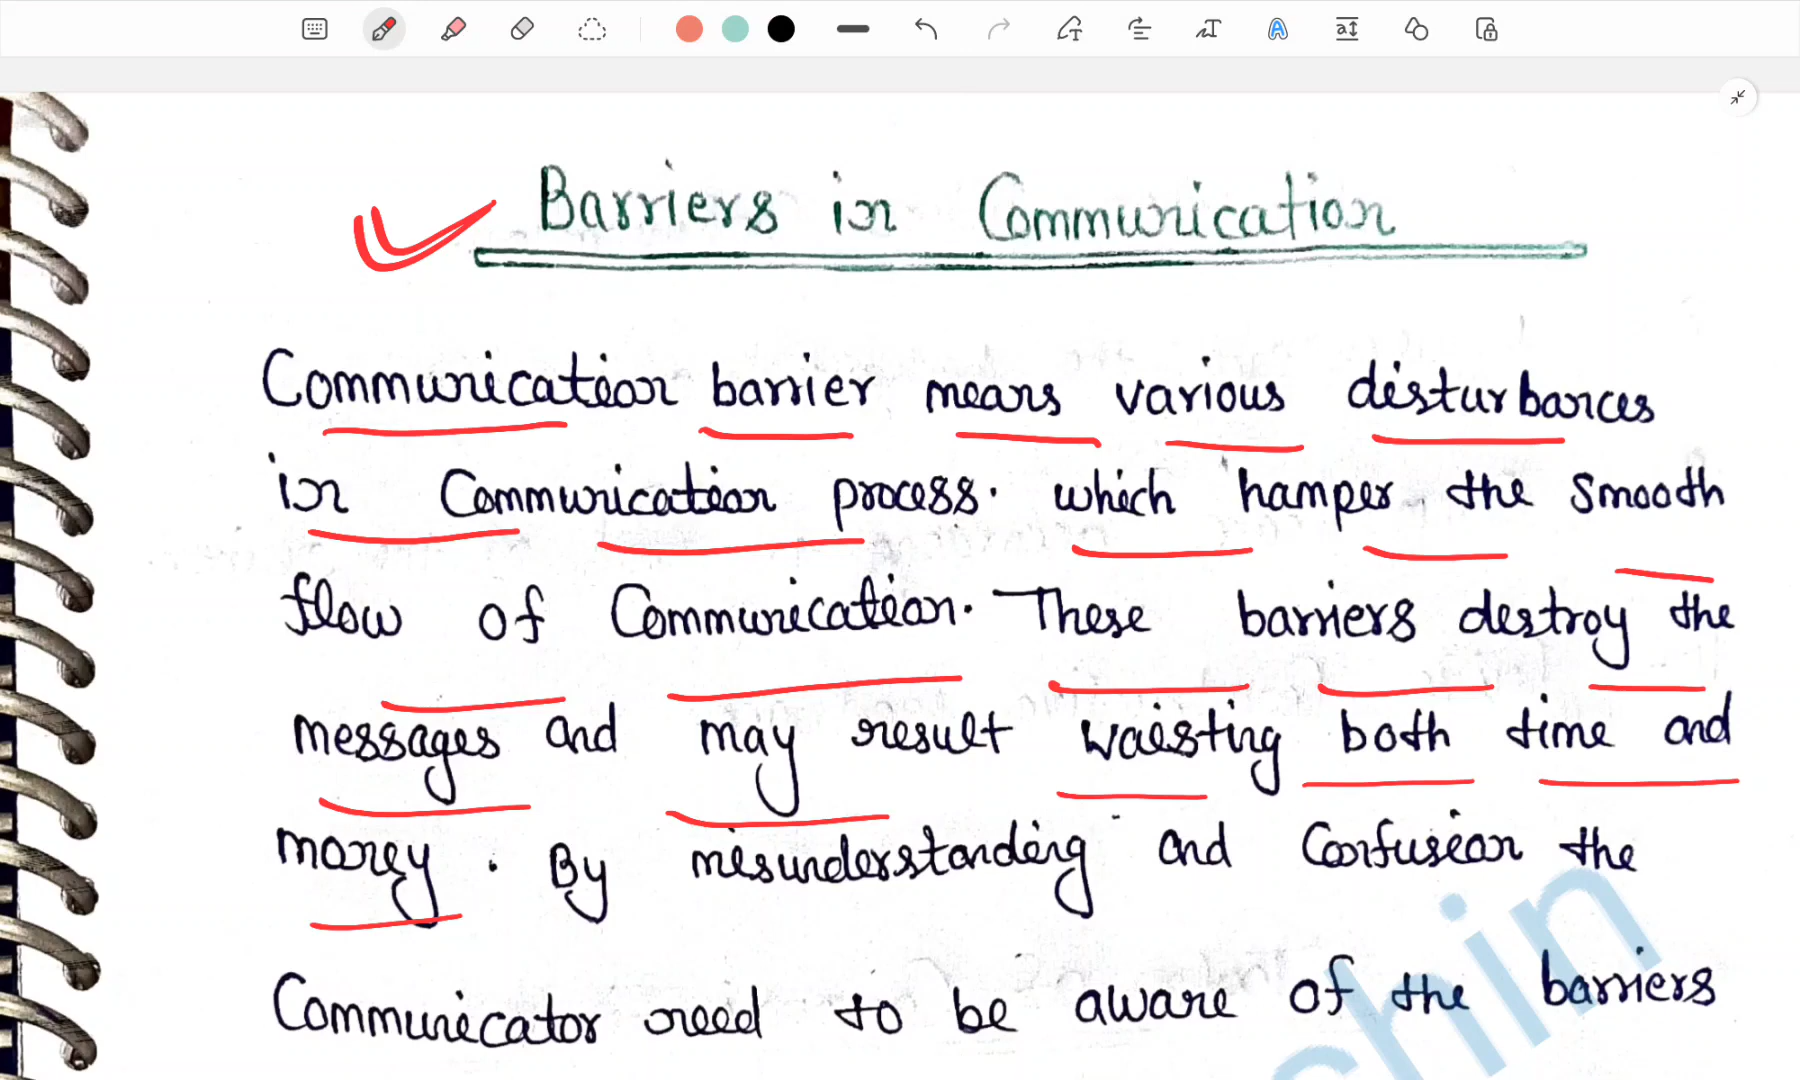 Barriers in Communication
Communication barrier means various disturbances
in Communication process. which hamper the smooth
flow of Communication. These barriers destroy the
messages and may result waisting both time and
money. By misunderstanding and Confusion the
Communicator need to be aware of the barriers